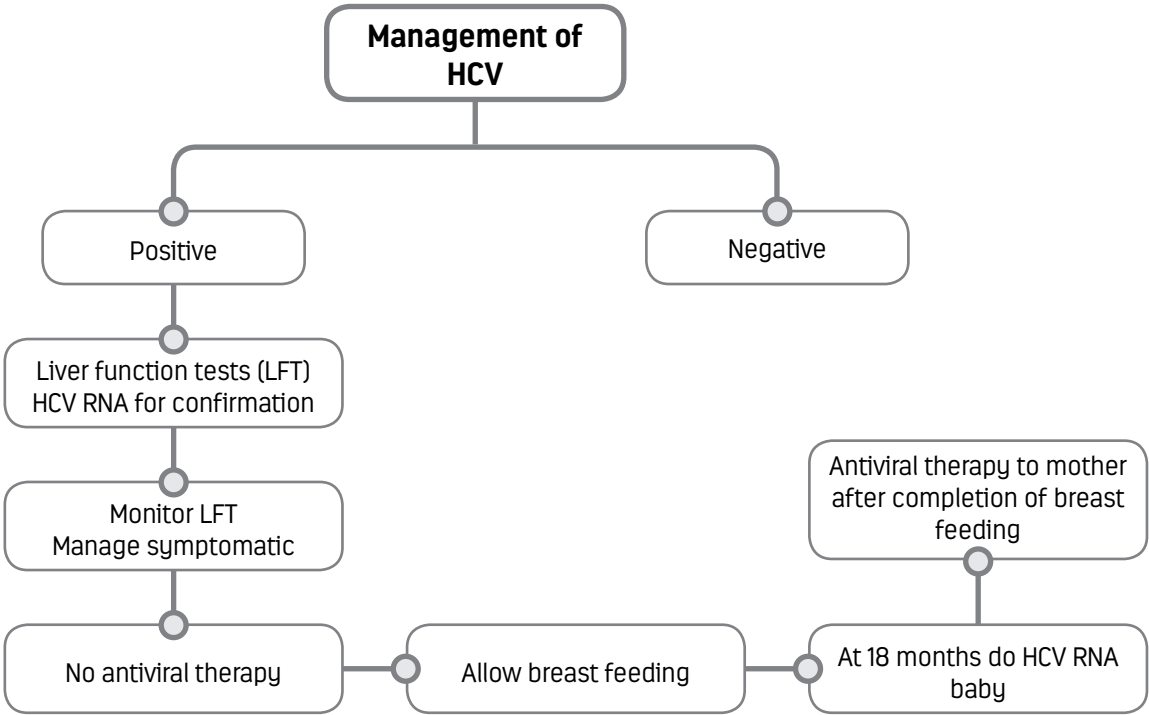 Management of
HCV
Positive
Negative
Liver function tests (LFT)
HCV RNA for confirmation
Monitor LFT
Manage symptomatic
No antiviral therapy
Allow breast feeding
At 18 months do HCV RNA
baby
Antiviral therapy to mother
after completion of breast
feeding